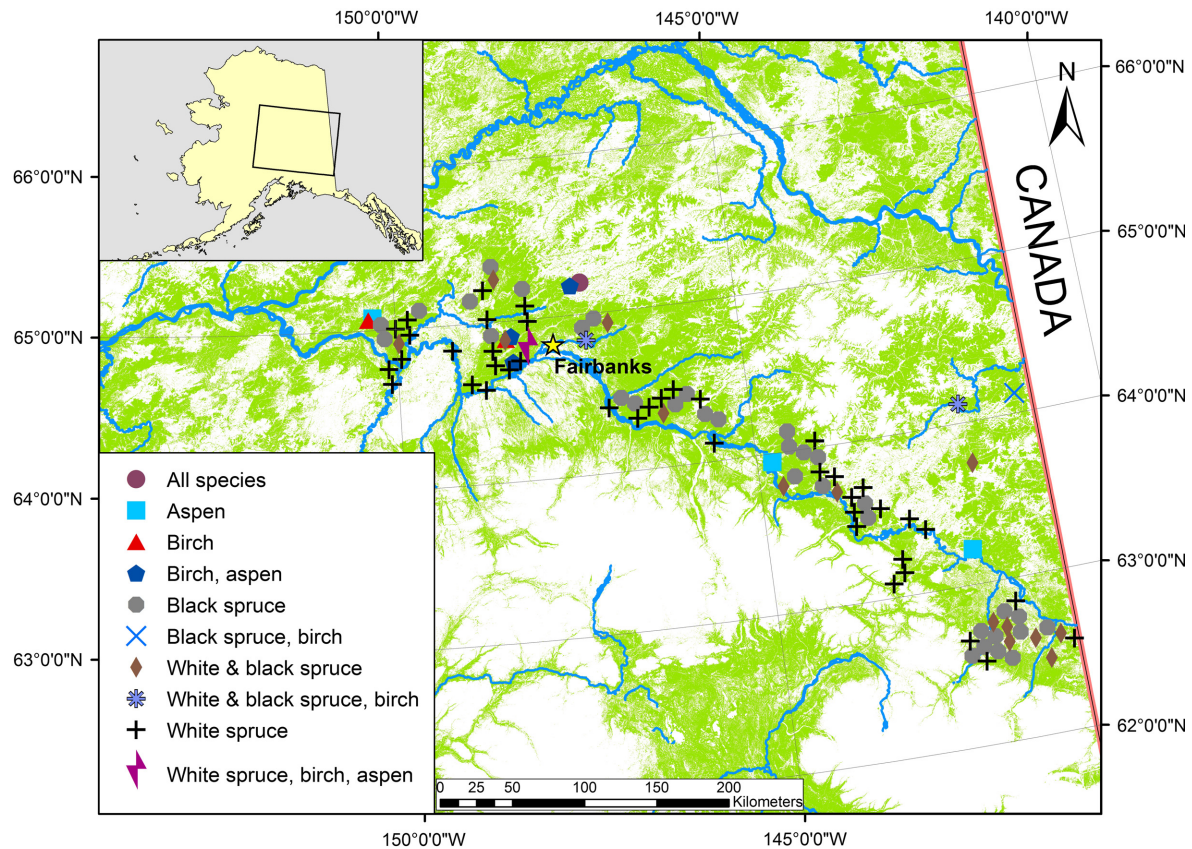 150°0'0"W
145°0'0"W
140°0'0"W
66°0'0"N
N
CANADA
66°0'0"N
65°0'0"N
65°0'0"N
Fairbanks
64°0'0"N
64°0'0"N
63°0'0"N
63°0'0"N
62°0'0"N
All species
Aspen
Birch
Birch, aspen
Black spruce
Black spruce, birch
White & black spruce
White & black spruce, birch
White spruce
White spruce, birch, aspen
0 25 50 100 150 200
Kilometers
150°0'0"W
145°0'0"W